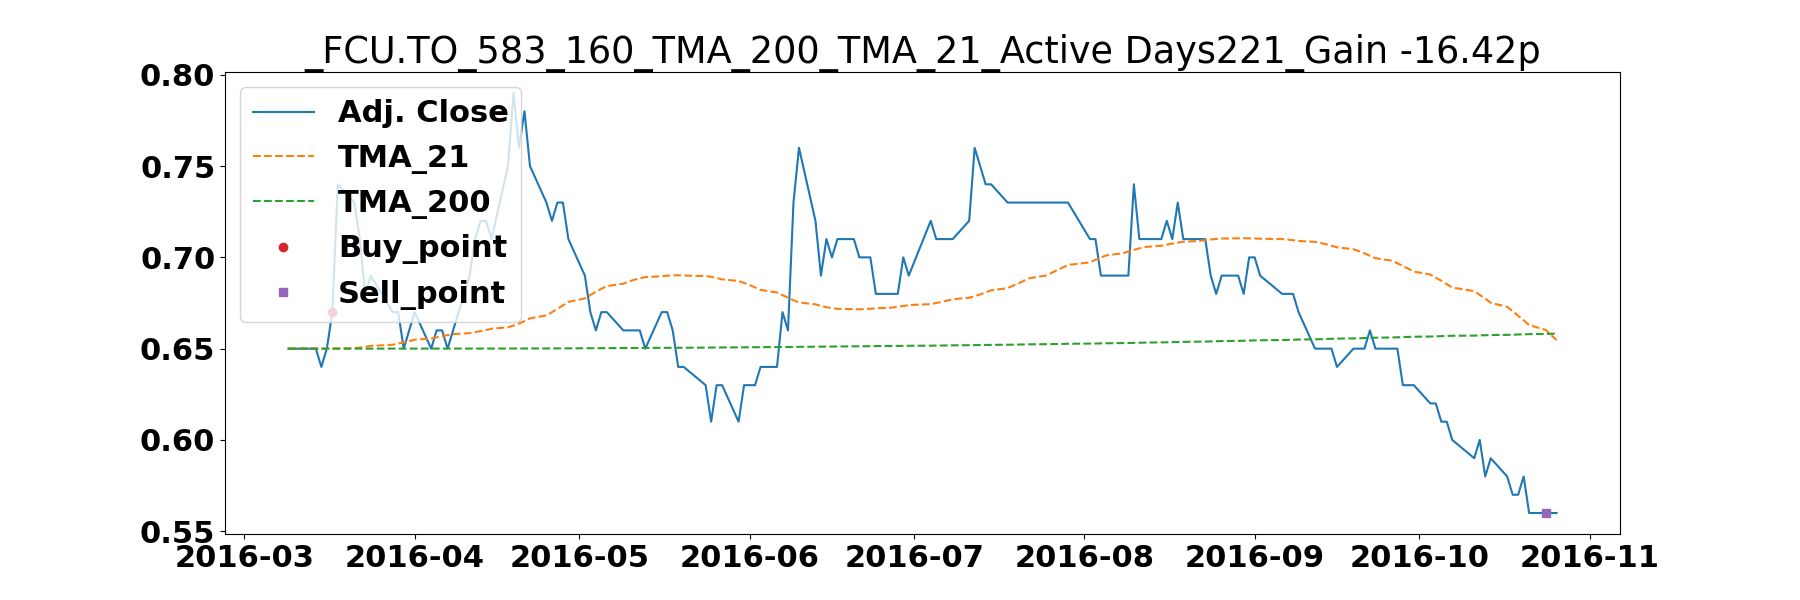 _FCU.TO_583_160_TMA_200_TMA_21_Active Days221_Gain -16.42p
0.80
0.75
0.70
0.65
0.60
0.55
Adj. Close
TMA_21
TMA_200
Buy_point
Sell_point
2016-03 2016-04 2016-05 2016-06 2016-07 2016-08 2016-09 2016-10 2016-11